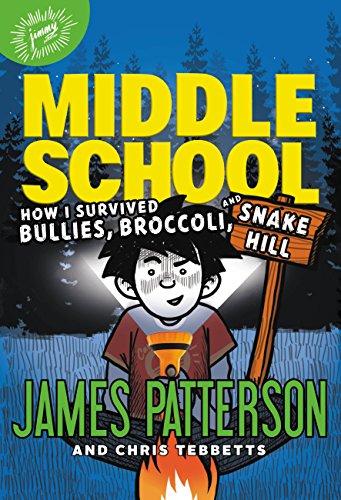 jimmy
MIDDLE
SCHOOL
HOW I SURVIVED
BULLIES, BROCCOLI,
AND
SNAKE
HILL
JAMES PATTERSON
AND CHRIS TEBBETTS